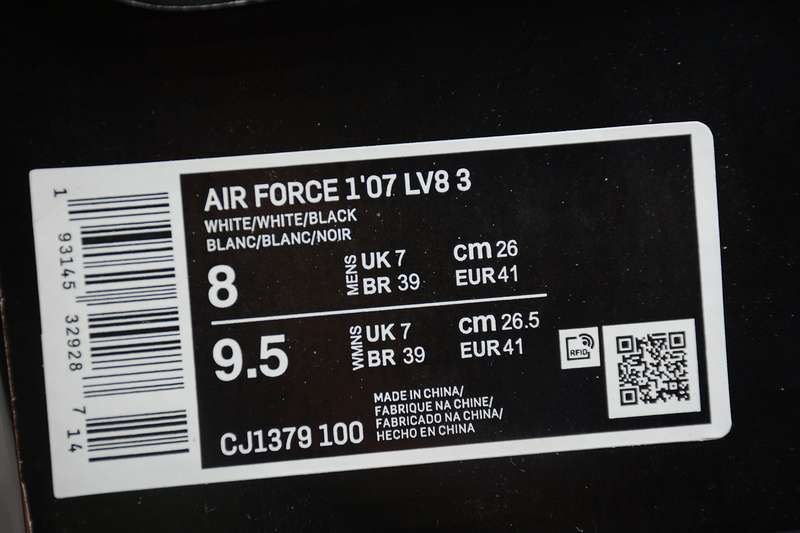 AIR FORCE 1'07 LV8 3
WHITE/WHITE/BLACK
BLANC/BLANC/NOIR
8 MENS UK 7 cm 26
BR 39 EUR 41
9.5 WMNS UK 7 cm 26.5
BR 39 EUR 41
RFID
CJ1379 100
MADE IN CHINA/
FABRIQUE NA CHINE/
FABRICADO NA CHINA/
HECHO EN CHINA
1 93145 32928 7 14